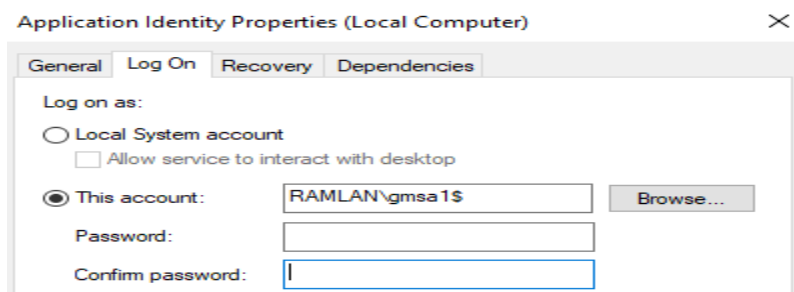 Application Identity Properties (Local Computer)
General Log On Recovery Dependencies
Log on as:
Local System account
Allow service to interact with desktop
This account: RAMLAN\gmsa1$ Browse...
Password:
Confirm password: